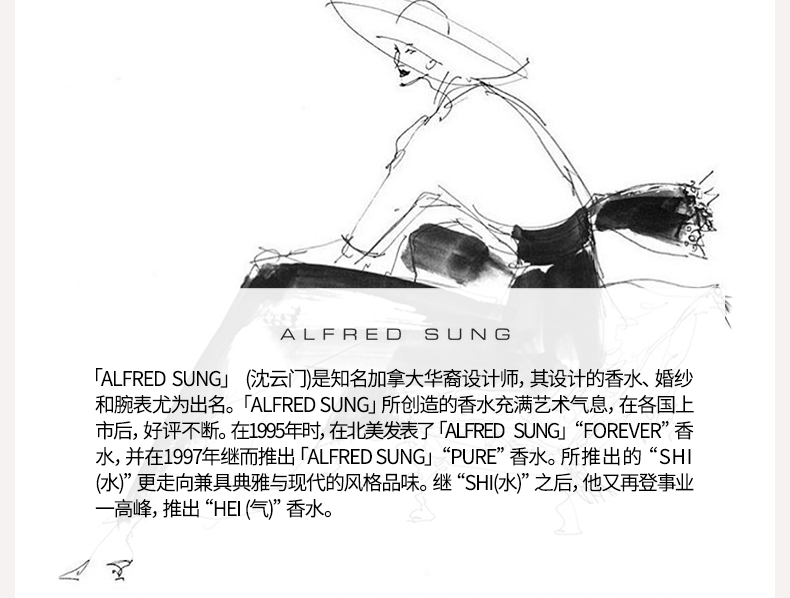 ALFRED SUNG
「ALFRED SUNG」 (沈云门)是知名加拿大华裔设计师, 其设计的香水、婚纱
和腕表尤为出名。「ALFRED SUNG」所创造的香水充满艺术气息, 在各国上
市后, 好评不断。在1995年时, 在北美发表了「ALFRED SUNG」“FOREVER” 香
水, 并在1997年继而推出「ALFRED SUNG」“PURE” 香水。所推出的 “SHI
(水)” 更走向兼具典雅与现代的风格品味。继 “SHI(水)” 之后, 他又再登事业
一高峰, 推出 “HEI (气)” 香水。